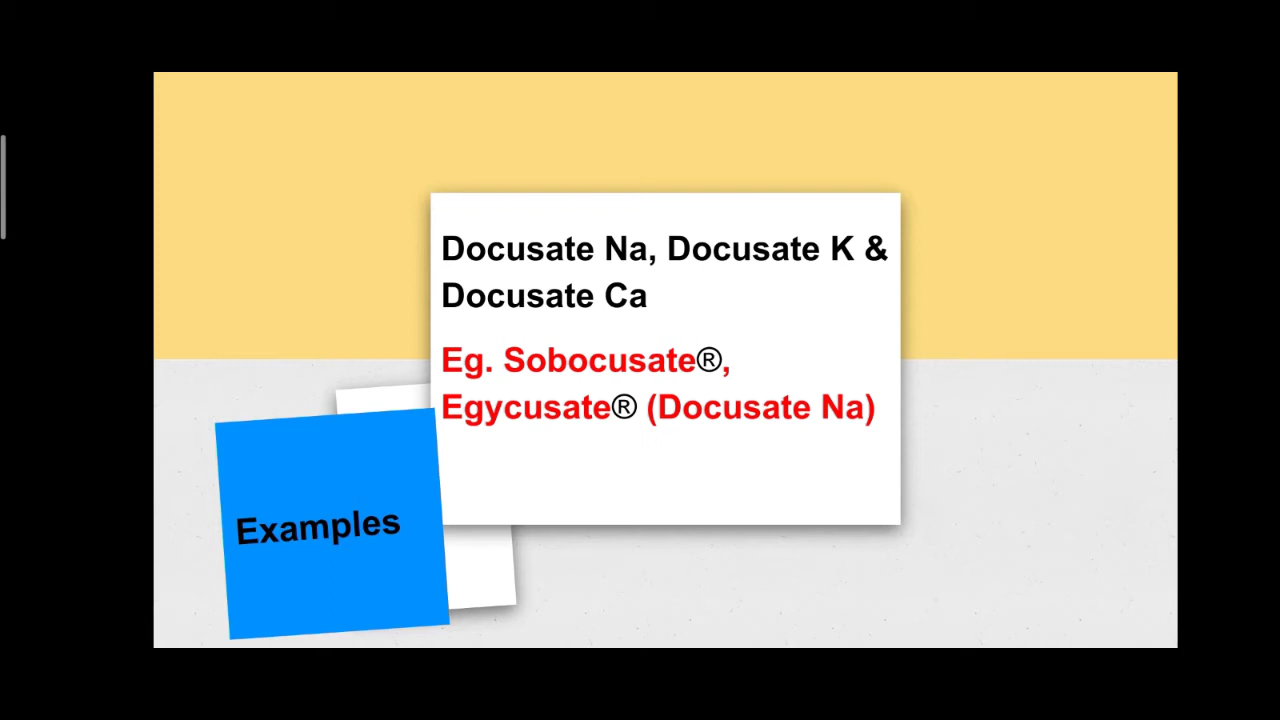 Docusate Na, Docusate K &
Docusate Ca
Eg. Sobocusate®,
Egycusate® (Docusate Na)
Examples